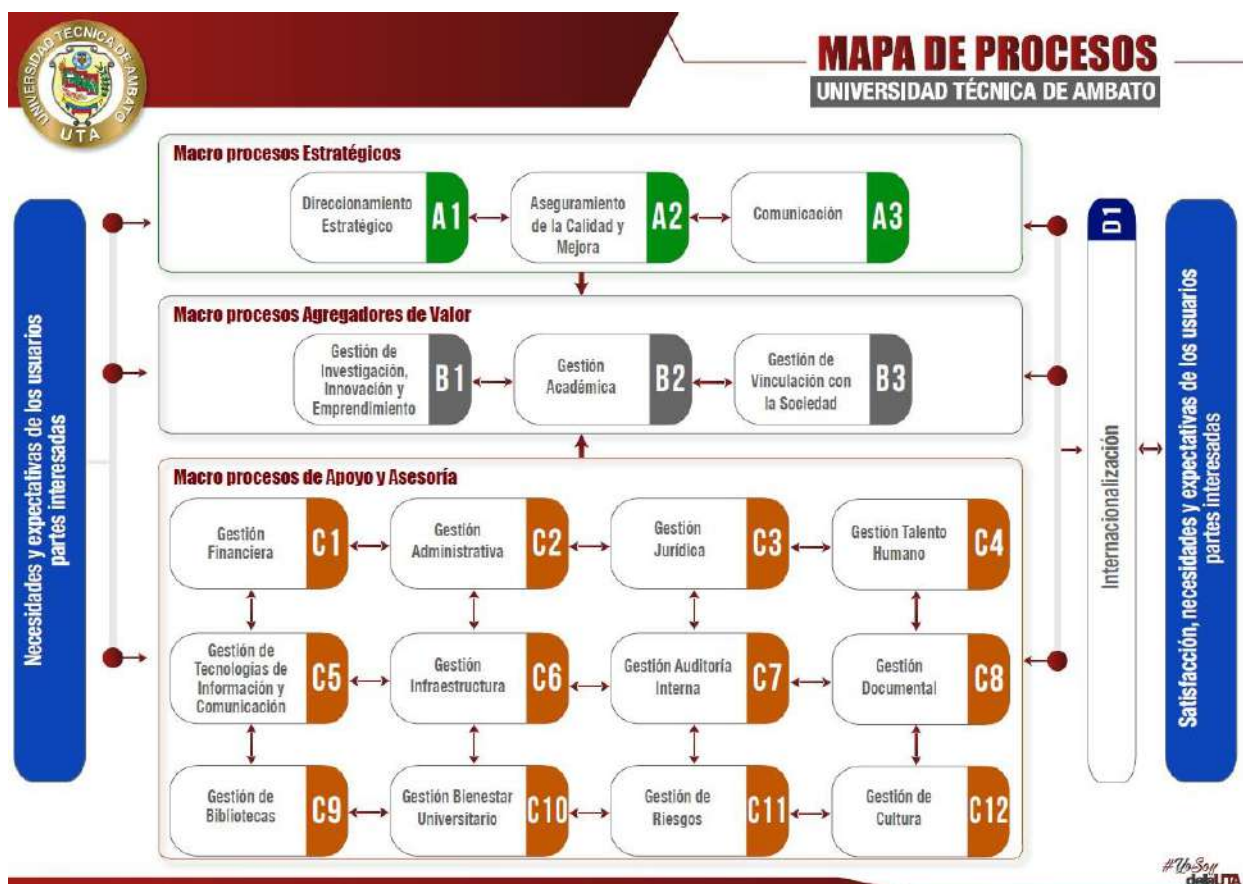 UNIVERSIDAD TÉCNICA DE AMBATO
UTA
MAPA DE PROCESOS
UNIVERSIDAD TÉCNICA DE AMBATO
Necesidades y expectativas de los usuarios
partes interesadas
Macro procesos Estratégicos
Direccionamiento
Estratégico
A1
Aseguramiento
de la Calidad y
Mejora
A2
Comunicación
A3
Macro procesos Agregadores de Valor
Gestión de
Investigación,
Innovación y
Emprendimiento
B1
Gestión
Académica
B2
Gestión de
Vinculación con
la Sociedad
B3
Macro procesos de Apoyo y Asesoría
Gestión
Financiera
C1
Gestión
Administrativa
C2
Gestión
Jurídica
C3
Gestión Talento
Humano
C4
Gestión de
Tecnologías de
Información y
Comunicación
C5
Gestión
Infraestructura
C6
Gestión Auditoría
Interna
C7
Gestión
Documental
C8
Gestión de
Bibliotecas
C9
Gestión Bienestar
Universitario
C10
Gestión de
Riesgos
C11
Gestión de
Cultura
C12
D1
Internacionalización
Satisfacción, necesidades y expectativas de los usuarios
partes interesadas
#YoSoy
delaUTA